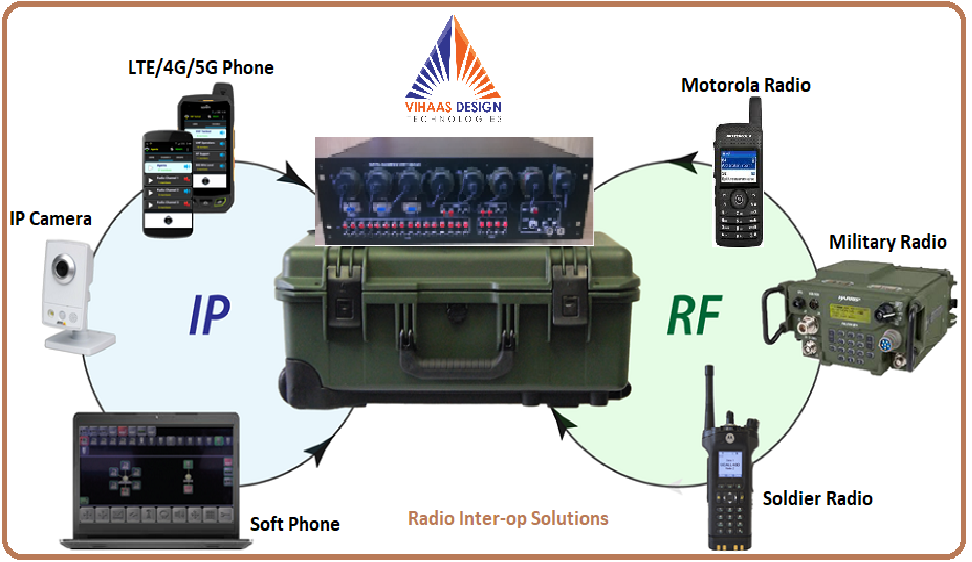 VIHAAS DESIGN
TECHNOLOGIES
LTE/4G/5G Phone
Motorola Radio
IP Camera
Military Radio
IP
RF
HARRIS
Soft Phone
Radio Inter-op Solutions
Soldier Radio